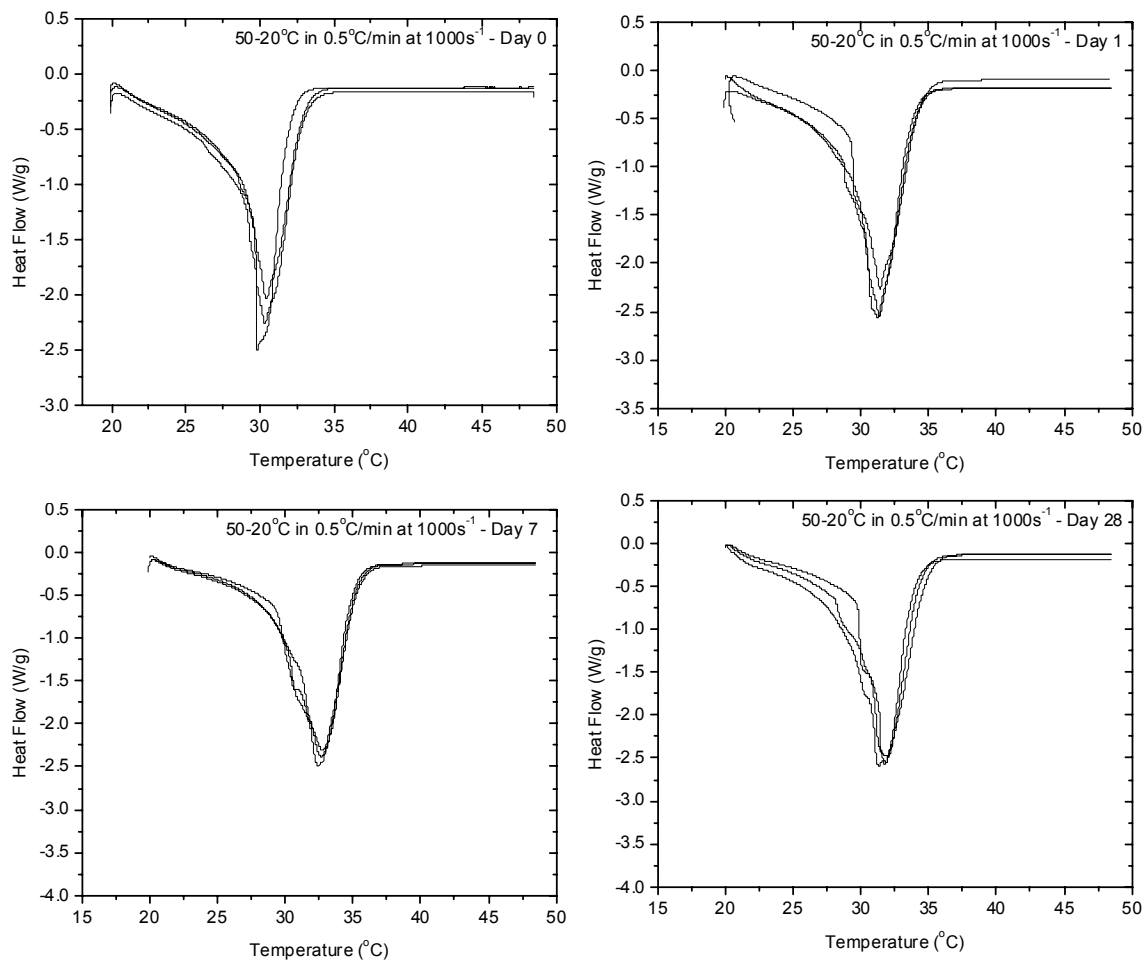 50-20°C in 0.5°C/min at 1000s⁻¹ - Day 0
0.5
0.0
-0.5
-1.0
-1.5
-2.0
-2.5
-3.0
Heat Flow (W/g)
20 25 30 35 40 45 50
Temperature (°C)
50-20°C in 0.5°C/min at 1000s⁻¹ - Day 1
0.5
0.0
-0.5
-1.0
-1.5
-2.0
-2.5
-3.0
-3.5
Heat Flow (W/g)
15 20 25 30 35 40 45 50
Temperature (°C)
50-20°C in 0.5°C/min at 1000s⁻¹ - Day 7
0.5
0.0
-0.5
-1.0
-1.5
-2.0
-2.5
-3.0
-3.5
-4.0
Heat Flow (W/g)
15 20 25 30 35 40 45 50
Temperature (°C)
50-20°C in 0.5°C/min at 1000s⁻¹ - Day 28
0.5
0.0
-0.5
-1.0
-1.5
-2.0
-2.5
-3.0
-3.5
-4.0
Heat Flow (W/g)
15 20 25 30 35 40 45 50
Temperature (°C)